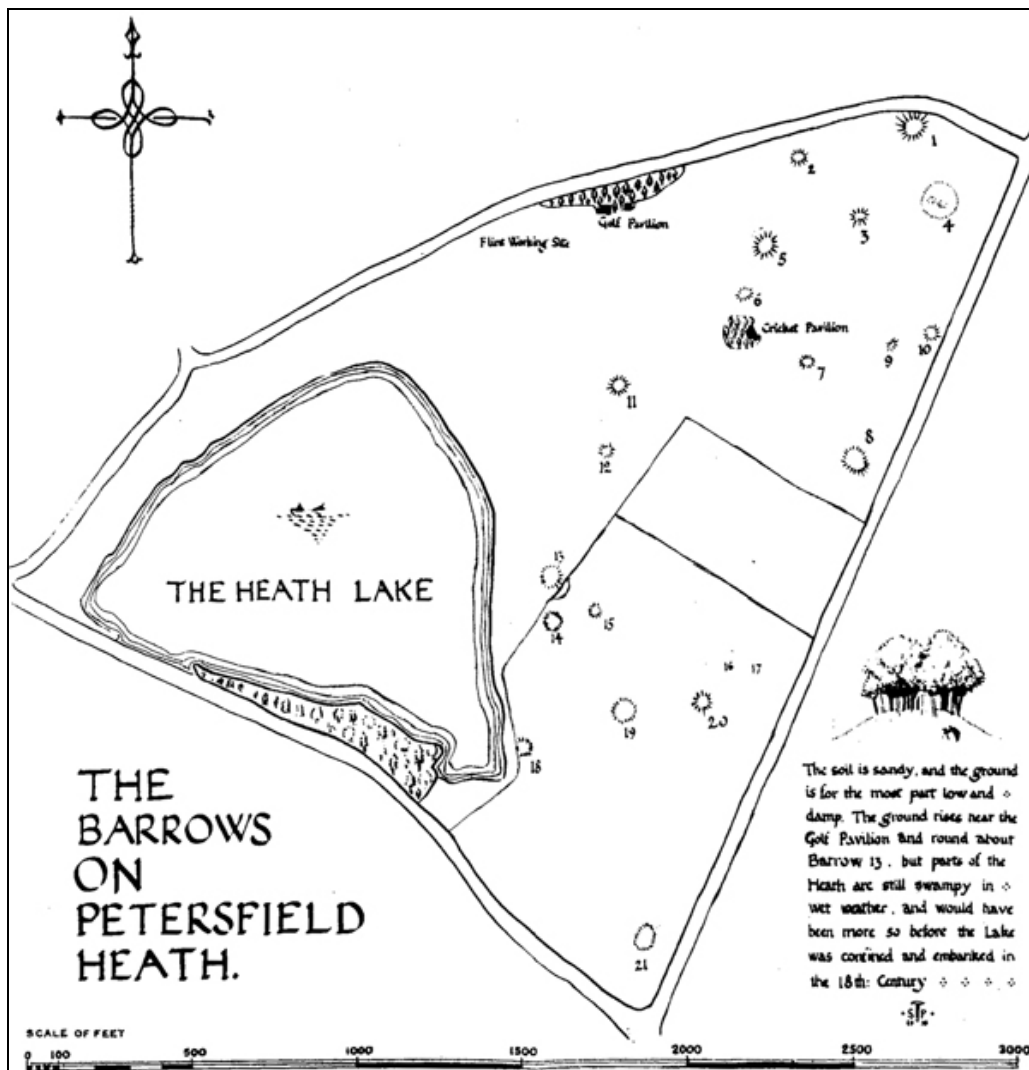 1
2
3
4
Golf Pavilion
Flint Working Site
5
6
Cricket Pavilion
7
9
10
11
8
12
13
THE HEATH LAKE
14
15
16
17
19
20
18
THE
BARROWS
ON
PETERSFIELD
HEATH.
The soil is sandy, and the ground
is for the most part low and
damp. The ground rises near the
Golf Pavilion and round about
Barrow 13, but parts of the
Heath are still swampy in
wet weather, and would have
been more so before the Lake
was confined and embanked in
the 18th: Century
21
SCALE OF FEET
0 100 500 1000 1500 2000 2500 3000